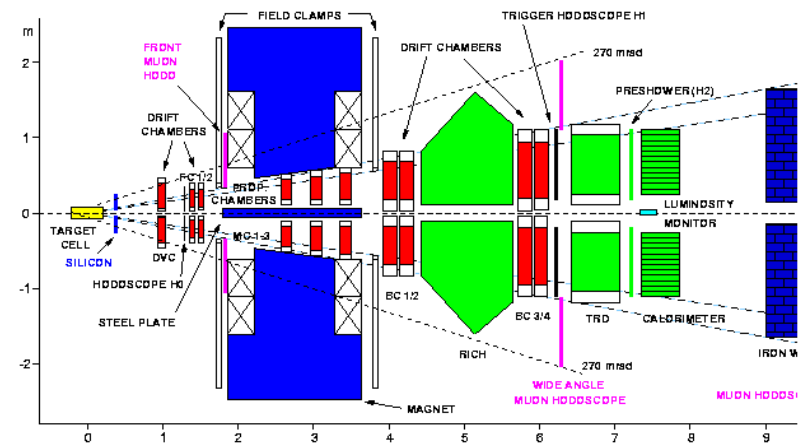 FIELD CLAMPS
TRIGGER HODOSCOPE H1
m
FRONT
MUON
HODO
DRIFT CHAMBERS
270 mrad
2
PRESHOWER (H2)
DRIFT
CHAMBERS
1
FC 1/2
PROP
CHAMBERS
0
LUMINOSITY
MONITOR
TARGET
CELL
SILICON
DVC
MC 1-3
HODOSCOPE H0
-1
BC 1/2
BC 3/4
TRD
CALORIMETER
STEEL PLATE
RICH
IRON W
-2
270 mrad
WIDE ANGLE
MUON HODOSCOPE
MUON HODOS
MAGNET
0 1 2 3 4 5 6 7 8 9